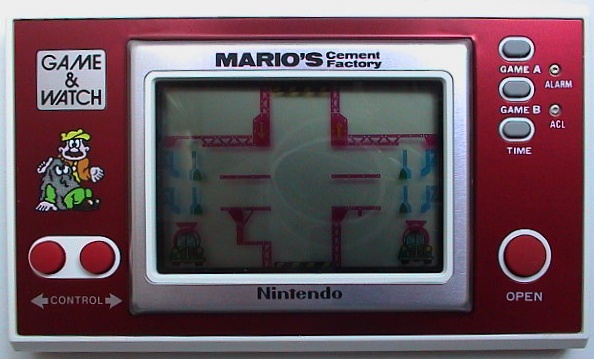 GAME
&
WATCH
MARIO'S Cement
Factory
GAME A
ALARM
GAME B
ACL
TIME
CONTROL
Nintendo
OPEN